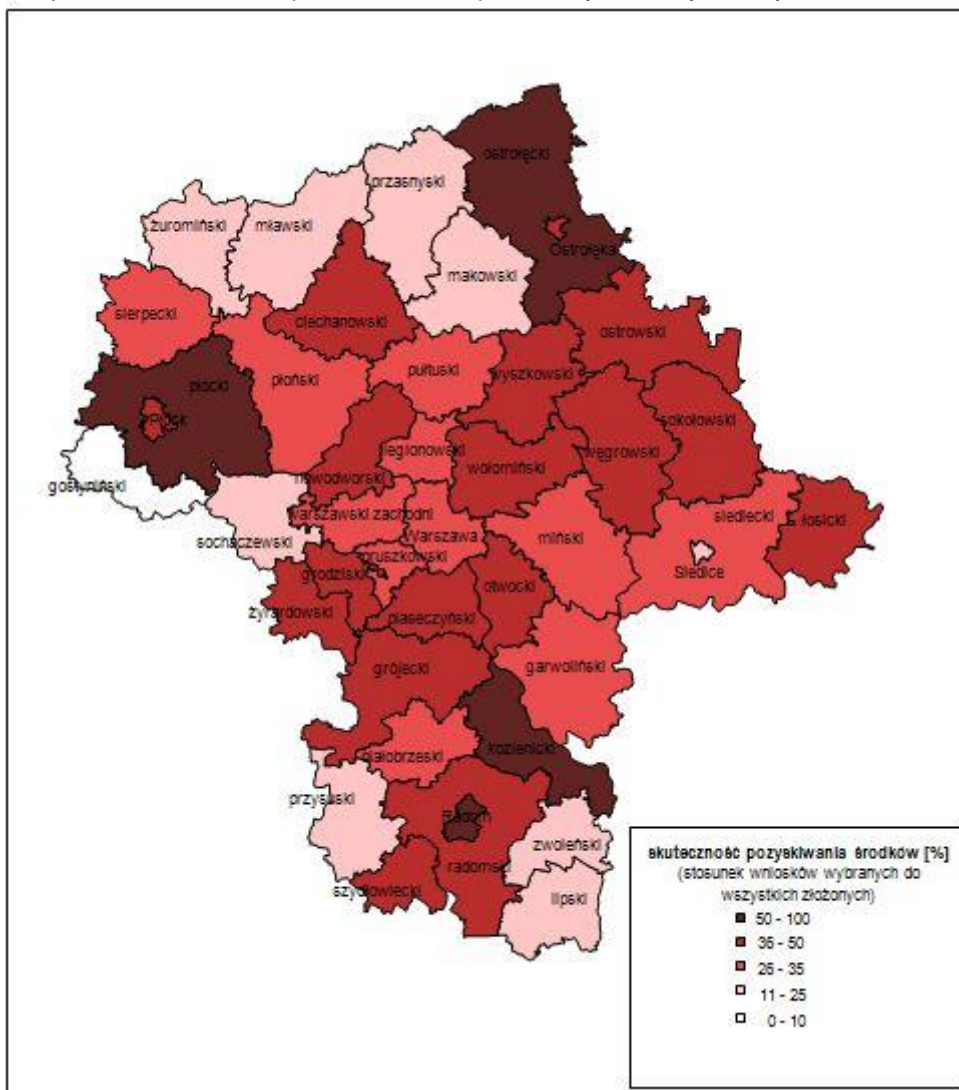 ostrołęcki
przasnyski
żuromiński
mławski
Ostrołęka
makowski
sierpecki
ciechanowski
ostrowski
płocki
płoński
pułtuski
wyszkowski
Płock
sokołowski
legionowski
węgrowski
gostyniński
nowodworski
wołomiński
warszawski zachodni
siedlecki
łosicki
sochaczewski
Warszawa
miński
pruszkowski
Siedlce
grodziski
otwocki
żyrardowski
piaseczyński
grójecki
garwoliński
białobrzeski
kozienicki
przysuski
Radom
zwoleński
szydłowiecki
radomski
lipski
skuteczność pozyskiwania środków [%]
(stosunek wniosków wybranych do
wszystkich złożonych)
50 - 100
36 - 50
26 - 35
11 - 25
0 - 10